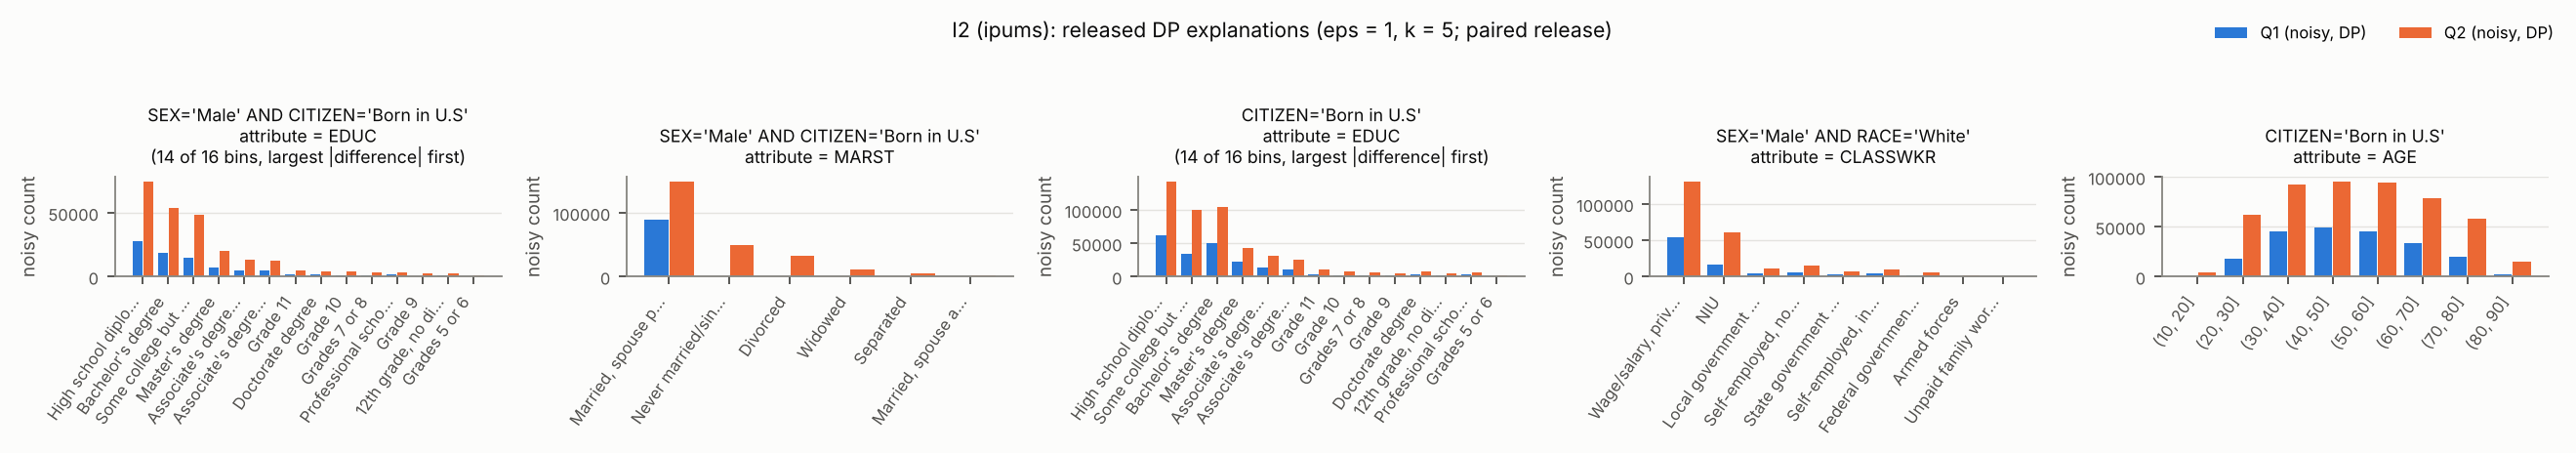 I2 (ipums): released DP explanations (eps = 1, k = 5; paired release)
Q1 (noisy, DP)
Q2 (noisy, DP)
SEX='Male' AND CITIZEN='Born in U.S'
attribute = EDUC
(14 of 16 bins, largest |difference| first)
noisy count
50000
0
High school diplo...
Bachelor's degree
Some college but ...
Master's degree
Associate's degre...
Associate's degre...
Grade 11
Doctorate degree
Grade 10
Grades 7 or 8
Professional scho...
Grade 9
12th grade, no di...
Grades 5 or 6
SEX='Male' AND CITIZEN='Born in U.S'
attribute = MARST
noisy count
100000
0
Married, spouse p...
Never married/sin...
Divorced
Widowed
Separated
Married, spouse a...
CITIZEN='Born in U.S'
attribute = EDUC
(14 of 16 bins, largest |difference| first)
noisy count
100000
50000
0
High school diplo...
Some college but ...
Bachelor's degree
Master's degree
Associate's degre...
Associate's degre...
Grade 11
Grade 10
Grades 7 or 8
Grade 9
Doctorate degree
12th grade, no di...
Professional scho...
Grades 5 or 6
SEX='Male' AND RACE='White'
attribute = CLASSWKR
noisy count
100000
50000
0
Wage/salary, priv...
NIU
Local government ...
Self-employed, no...
State government ...
Self-employed, in...
Federal governmen...
Armed forces
Unpaid family wor...
CITIZEN='Born in U.S'
attribute = AGE
noisy count
100000
50000
0
(10, 20]
(20, 30]
(30, 40]
(40, 50]
(50, 60]
(60, 70]
(70, 80]
(80, 90]